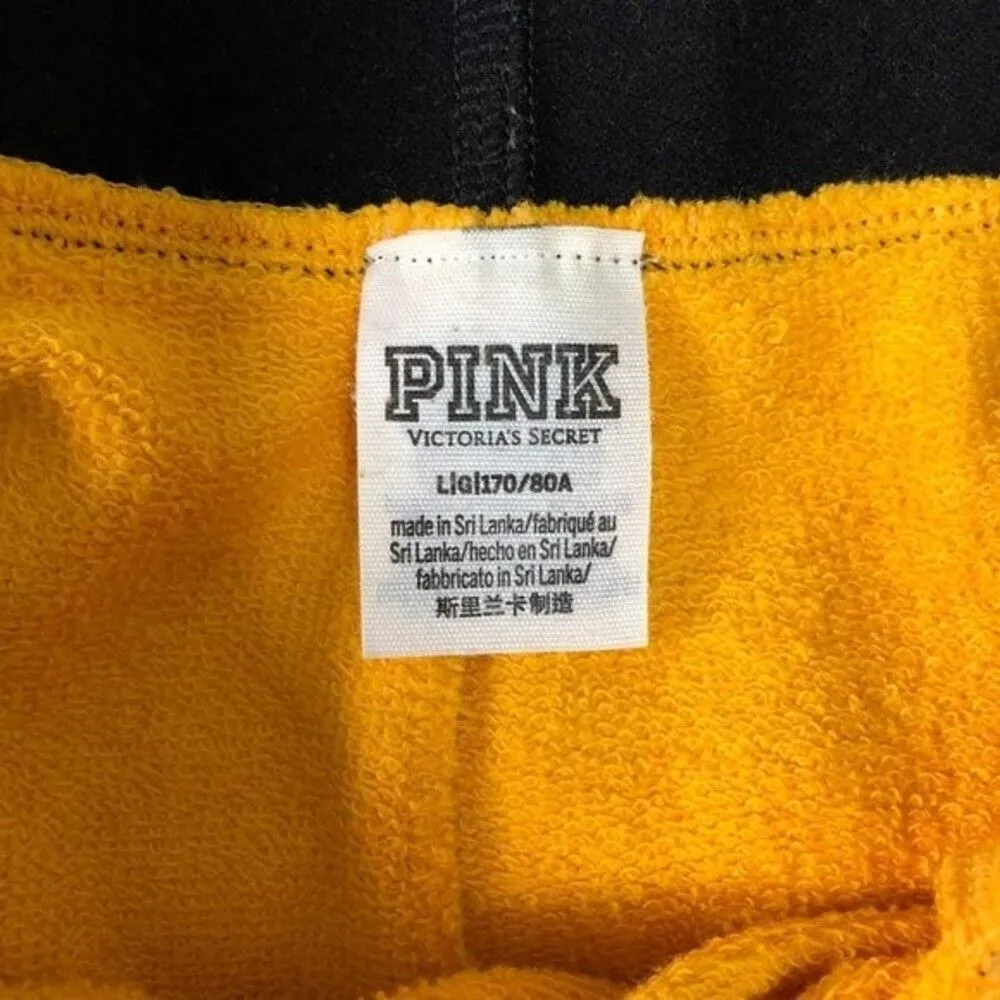 PINK
VICTORIA'S SECRET
L|G|170/80A
made in Sri Lanka/fabriqué au
Sri Lanka/hecho en Sri Lanka/
fabbricato in Sri Lanka/
斯里兰卡制造